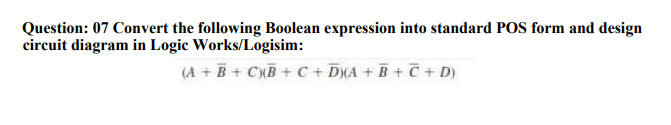 Question: 07 Convert the following Boolean expression into standard POS form and design
circuit diagram in Logic Works/Logisim:
(A + B̅ + C)(B̅ + C + D̅)(A + B̅ + C̅ + D)